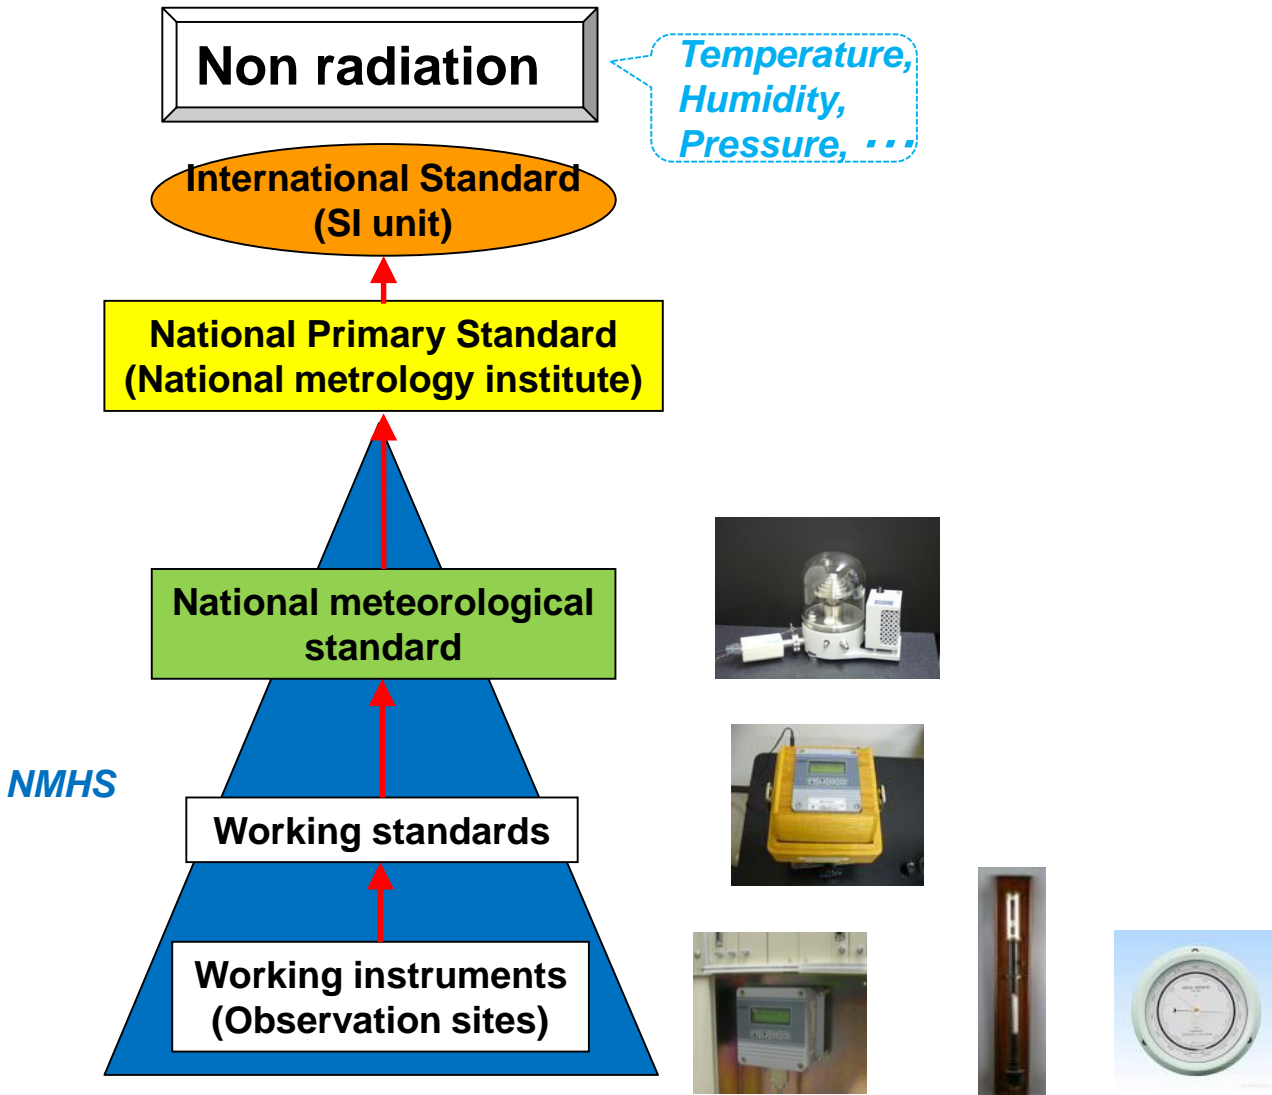 Non radiation
Temperature,
Humidity,
Pressure, ・・・
International Standard
(SI unit)
National Primary Standard
(National metrology institute)
National meteorological
standard
NMHS
Working standards
Working instruments
(Observation sites)